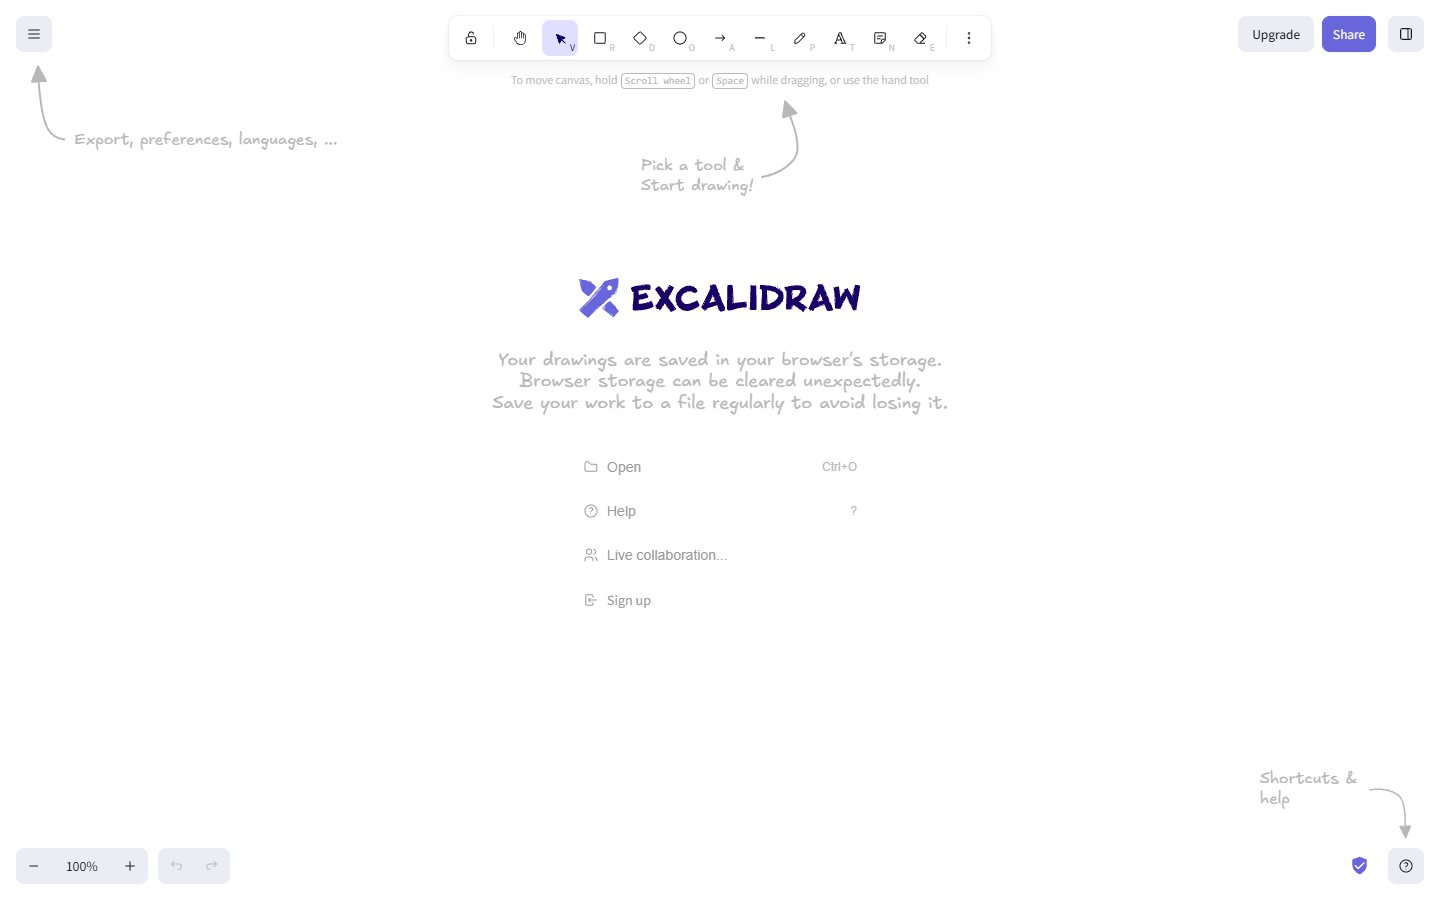 V R D O A L P T N E
Upgrade Share
To move canvas, hold Scroll wheel or Space while dragging, or use the hand tool
Export, preferences, languages, ...
Pick a tool &
Start drawing!
EXCALIDRAW
Your drawings are saved in your browser's storage.
Browser storage can be cleared unexpectedly.
Save your work to a file regularly to avoid losing it.
Open Ctrl+O
Help ?
Live collaboration...
Sign up
Shortcuts &
help
100%